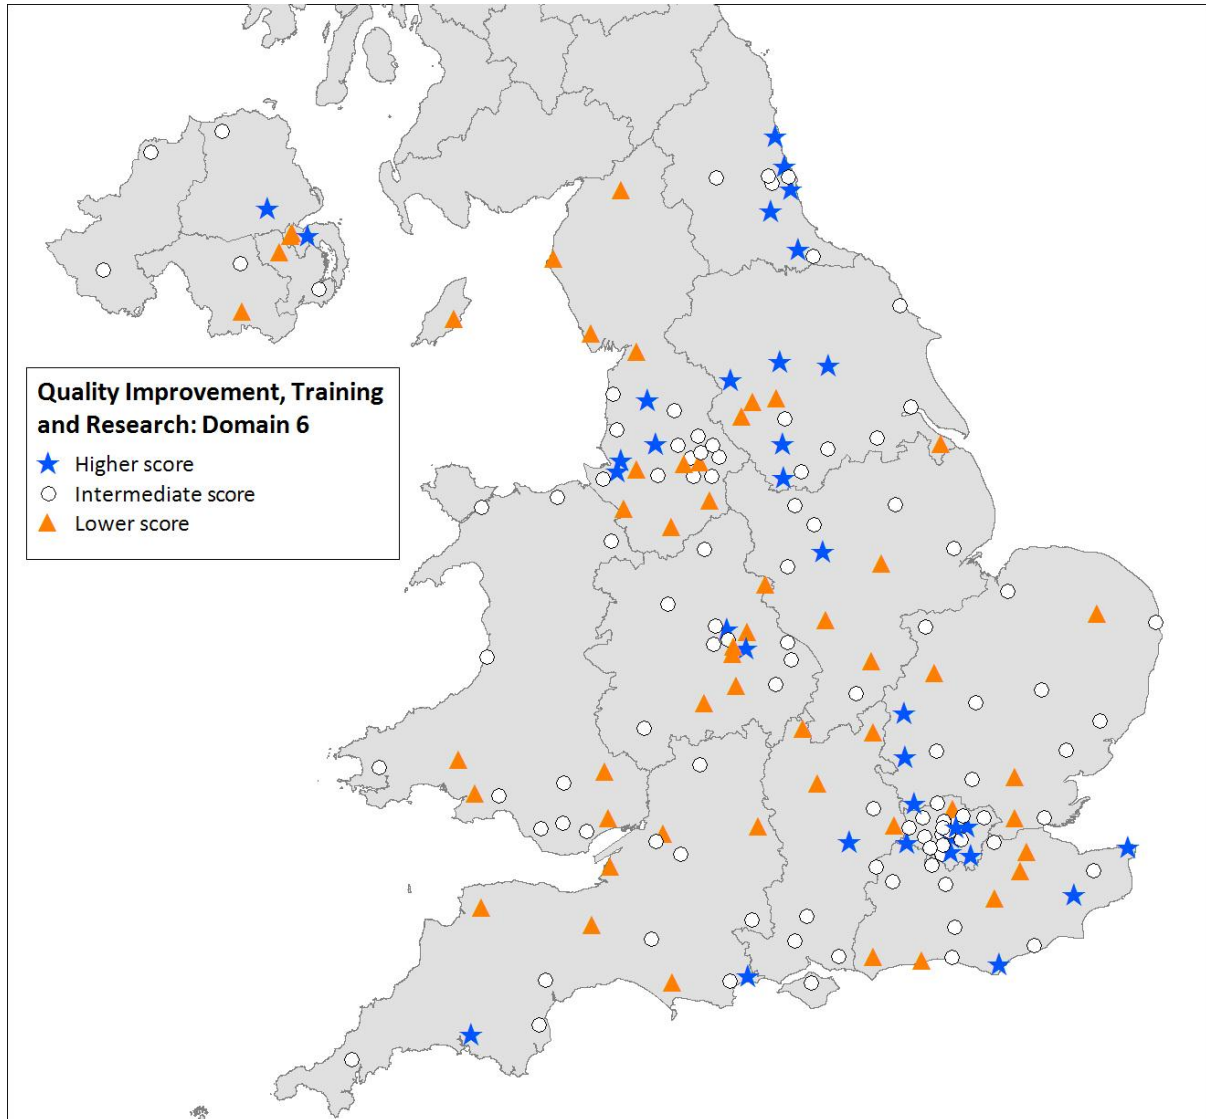 Quality Improvement, Training
and Research: Domain 6
Higher score
Intermediate score
Lower score